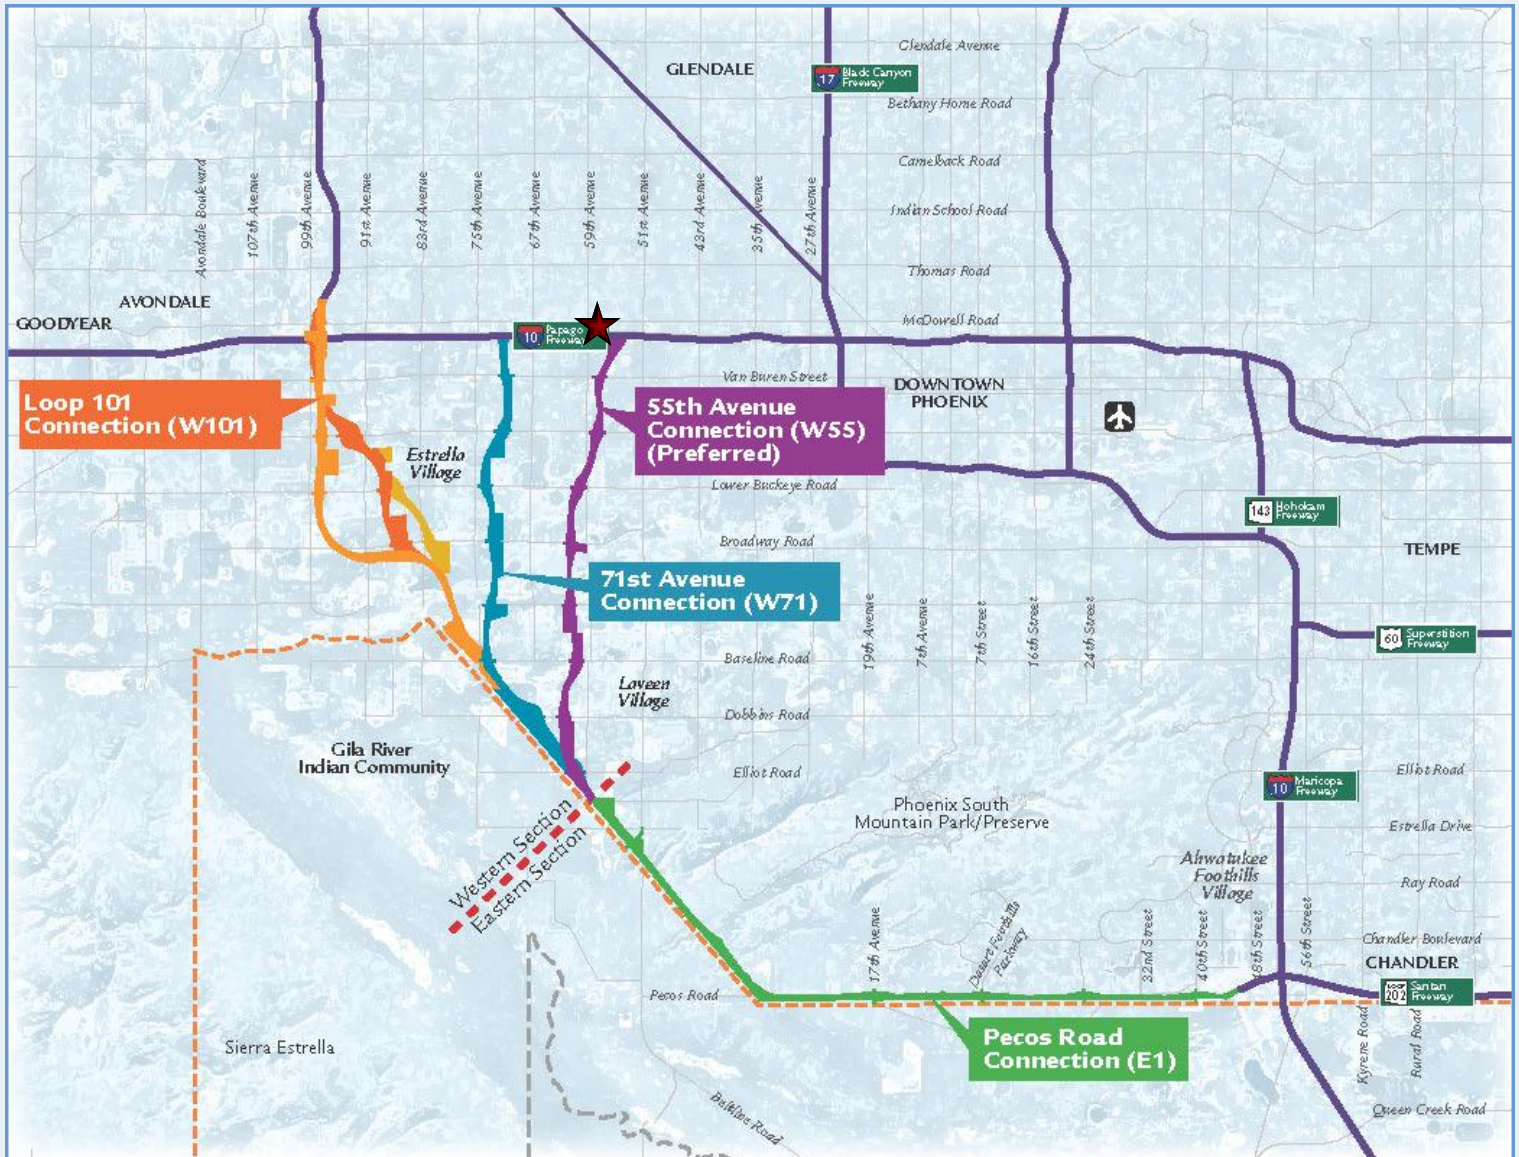 Glendale Avenue
GLENDALE
17 Black Canyon
Freeway
Bethany Home Road
Camelback Road
Indian School Road
Thomas Road
McDowell Road
Avondale Boulevard
107th Avenue
99th Avenue
91st Avenue
83rd Avenue
75th Avenue
67th Avenue
59th Avenue
51st Avenue
43rd Avenue
35th Avenue
27th Avenue
AVONDALE
GOODYEAR
10 Papago
Freeway
Loop 101
Connection (W101)
Estrella
Village
Van Buren Street
DOWNTOWN
PHOENIX
55th Avenue
Connection (W55)
(Preferred)
Lower Buckeye Road
143 Hohokam
Freeway
Broadway Road
TEMPE
71st Avenue
Connection (W71)
19th Avenue
7th Avenue
7th Street
16th Street
24th Street
60 Superstition
Freeway
Baseline Road
Laveen
Village
Dobbins Road
Gila River
Indian Community
Elliot Road
10 Maricopa
Freeway
Elliot Road
Phoenix South
Mountain Park/Preserve
Estrella Drive
Western Section
Eastern Section
Ahwatukee
Foothills
Village
Ray Road
17th Avenue
Desert Foothills
Parkway
32nd Street
40th Street
48th Street
56th Street
Chandler Boulevard
CHANDLER
LOOP
202 Santan
Freeway
Pecos Road
Pecos Road
Connection (E1)
Sierra Estrella
Kyrene Road
Rural Road
Beltline Road
Queen Creek Road